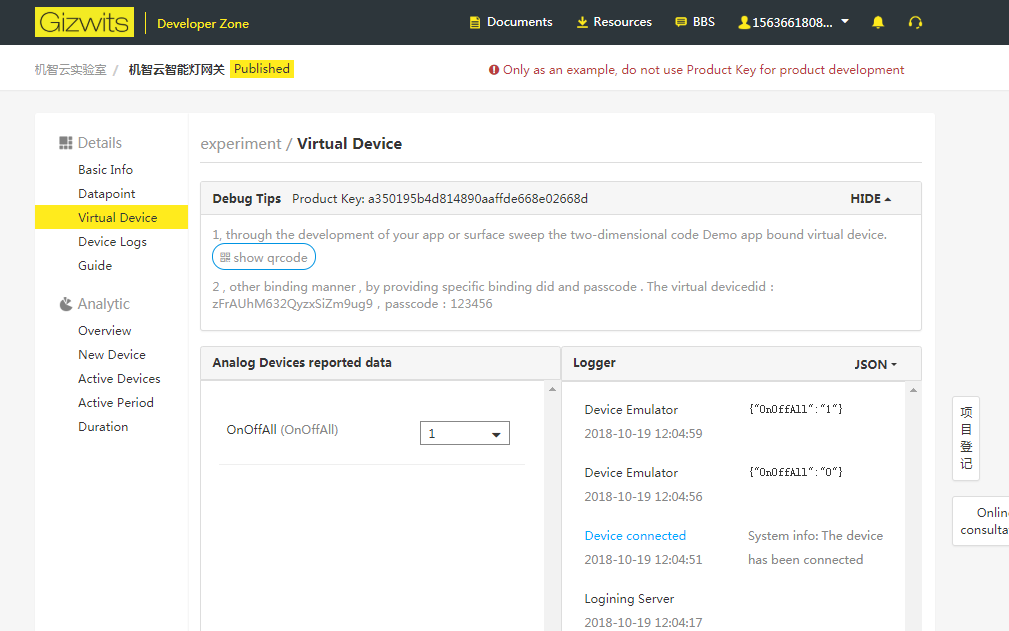 Gizwits Developer Zone Documents Resources BBS 1563661808...
机智云实验室 / 机智云智能灯网关 Published Only as an example, do not use Product Key for product development
Details
Basic Info
Datapoint
Virtual Device
Device Logs
Guide
Analytic
Overview
New Device
Active Devices
Active Period
Duration
experiment / Virtual Device
Debug Tips Product Key: a350195b4d814890aaffde668e02668d HIDE
1, through the development of your app or surface sweep the two-dimensional code Demo app bound virtual device.
show qrcode
2 , other binding manner , by providing specific binding did and passcode . The virtual devicedid :
zFrAUhM632QyzxSiZm9ug9 , passcode : 123456
Analog Devices reported data
OnOffAll (OnOffAll) 1
Logger JSON
Device Emulator {"OnOffAll":"1"}
2018-10-19 12:04:59
Device Emulator {"OnOffAll":"0"}
2018-10-19 12:04:56
Device connected System info: The device
2018-10-19 12:04:51 has been connected
Logining Server
2018-10-19 12:04:17
项
目
登
记
Onlin
consulta